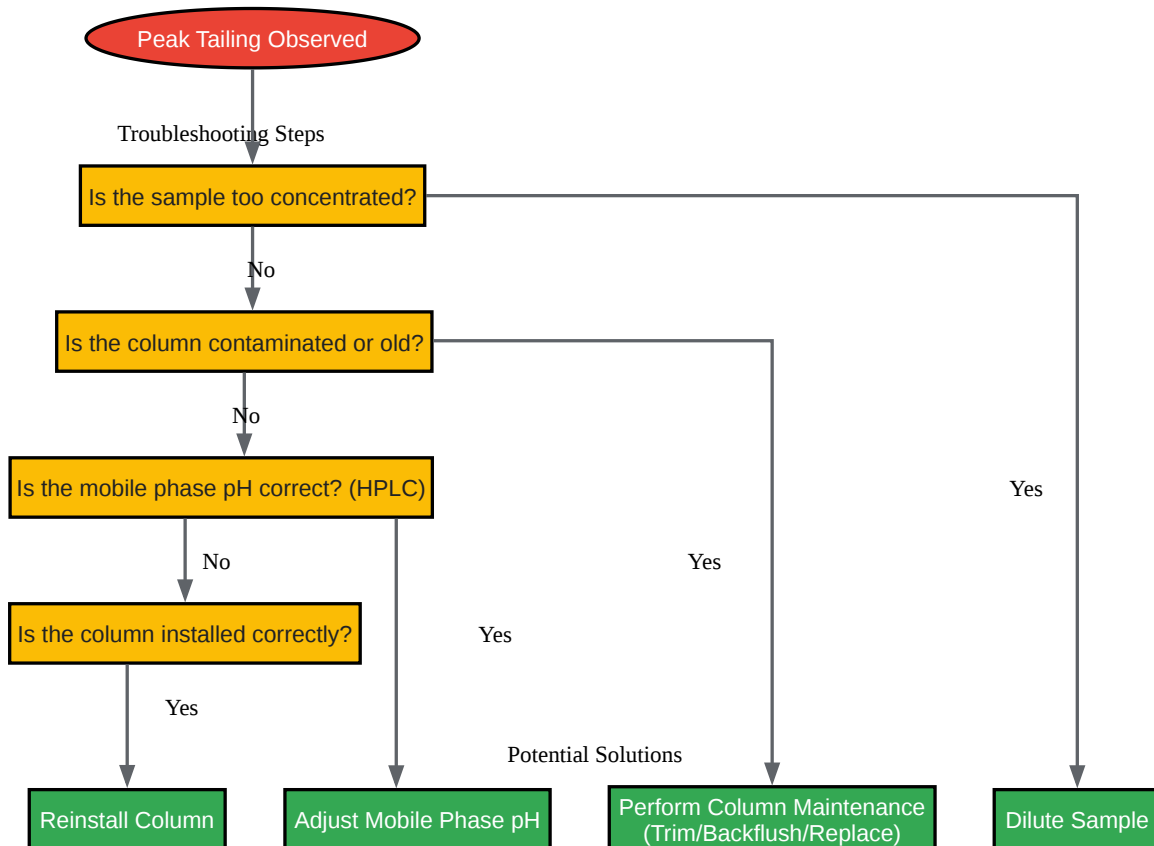 Peak Tailing Observed
Troubleshooting Steps
Is the sample too concentrated?
No
Is the column contaminated or old?
No
Is the mobile phase pH correct? (HPLC)
Yes
No
Yes
Is the column installed correctly?
Yes
Yes
Potential Solutions
Reinstall Column
Adjust Mobile Phase pH
Perform Column Maintenance
(Trim/Backflush/Replace)
Dilute Sample